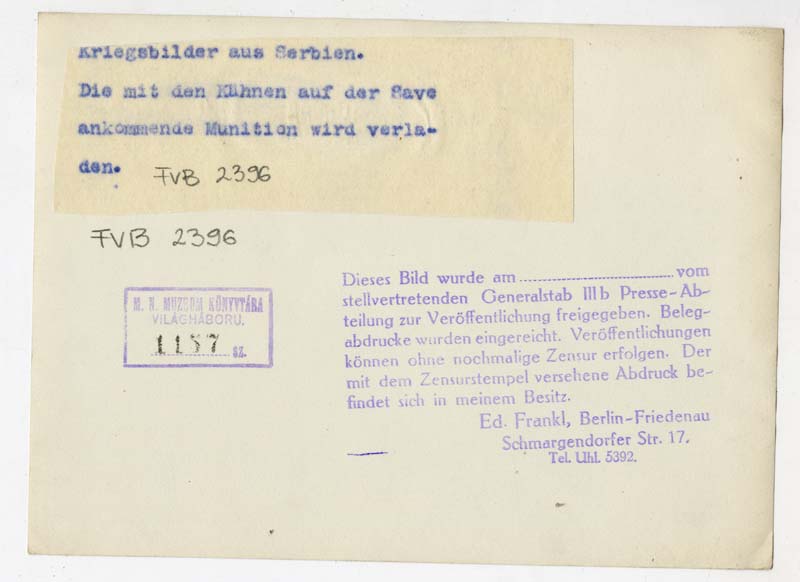 Kriegsbilder aus Serbien.
Die mit den Kähnen auf der Save
ankommende Munition wird verla-
den.
FVB 2396
FVB 2396
M. N. MUZEUM KÖNYVTÁRA
VILÁGHÁBORU.
1157 SZ.
Dieses Bild wurde am ........................ vom
stellvertretenden Generalstab IIIb Presse-Ab-
teilung zur Veröffentlichung freigegeben. Beleg-
abdrucke wurden eingereicht. Veröffentlichungen
können ohne nochmalige Zensur erfolgen. Der
mit dem Zensurstempel versehene Abdruck be-
findet sich in meinem Besitz.
Ed. Frankl, Berlin-Friedenau
Schmargendorfer Str. 17.
Tel. Uhl. 5392.